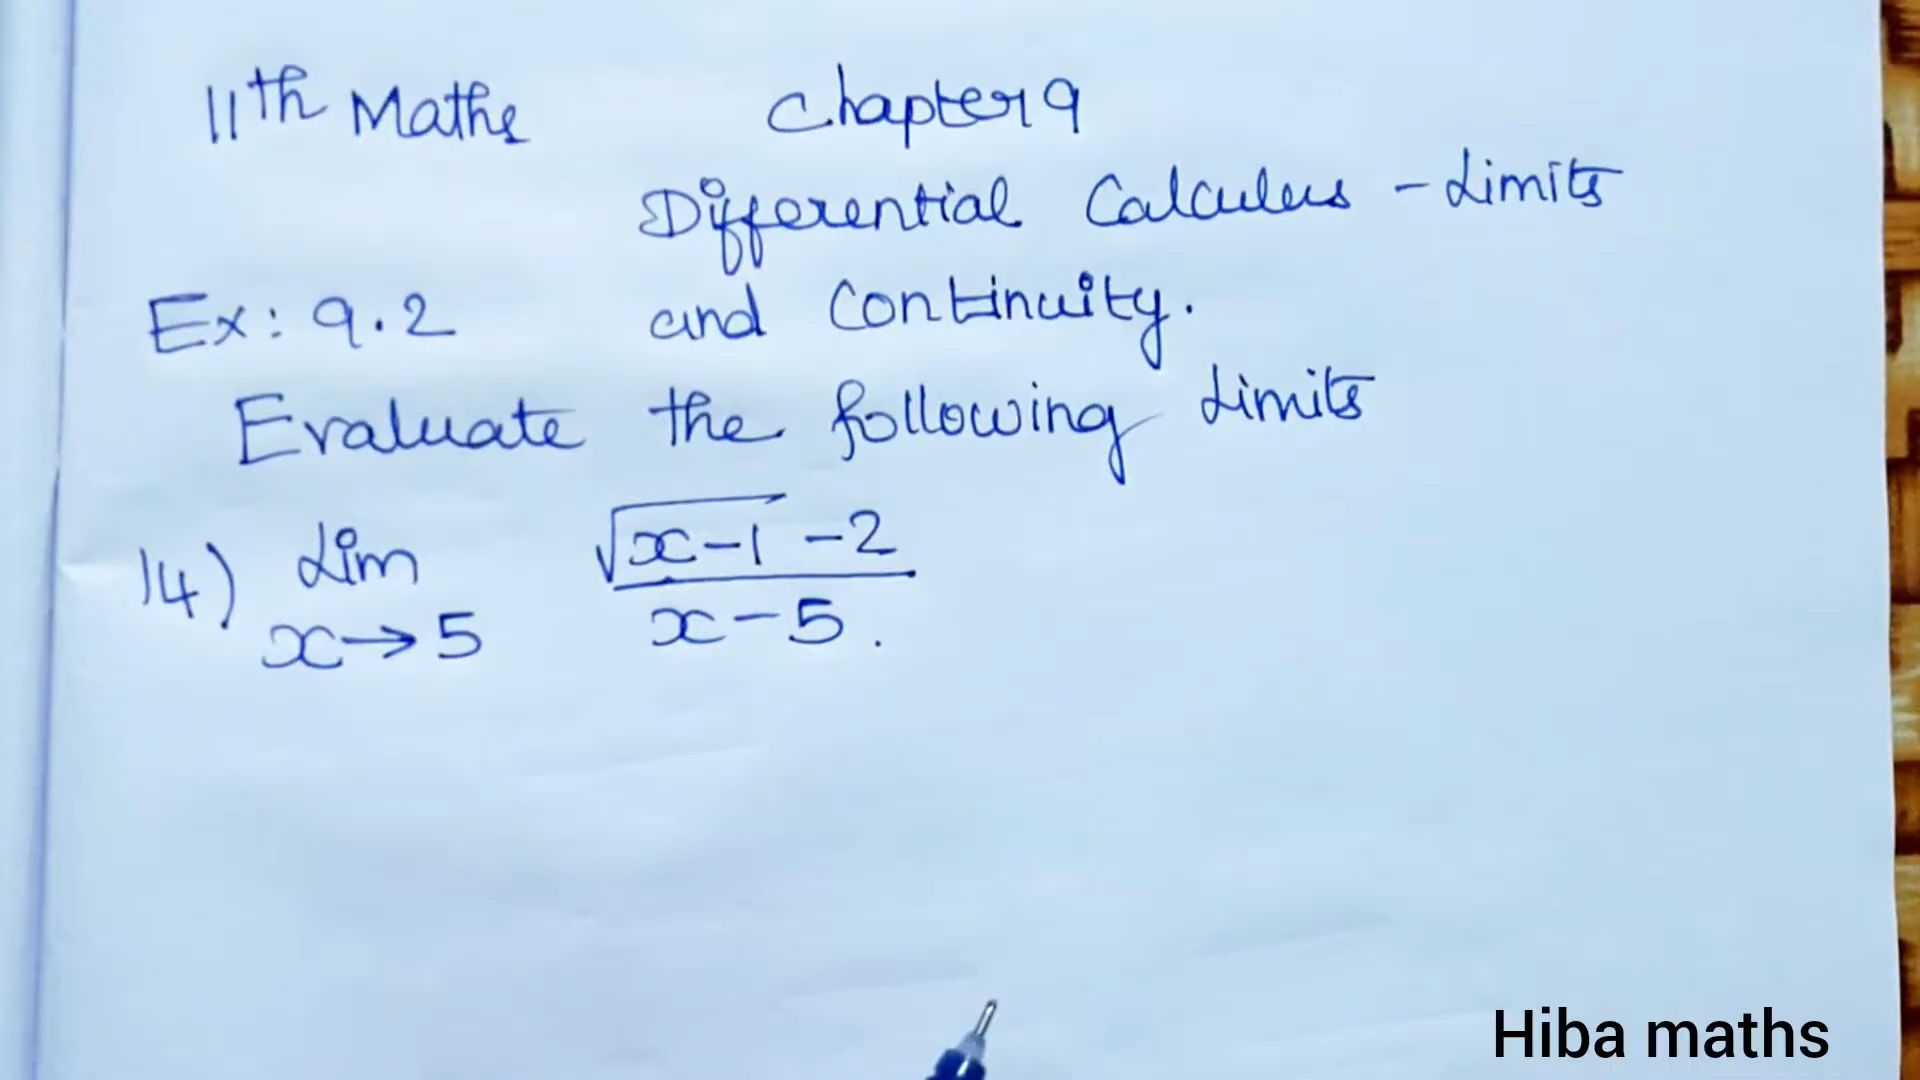 11th Maths Chapter 9
Differential Calculus - Limits
Ex: 9.2 and Continuity.
Evaluate the following Limits
14) Lim √x-1 -2
x→5 x-5.
Hiba maths